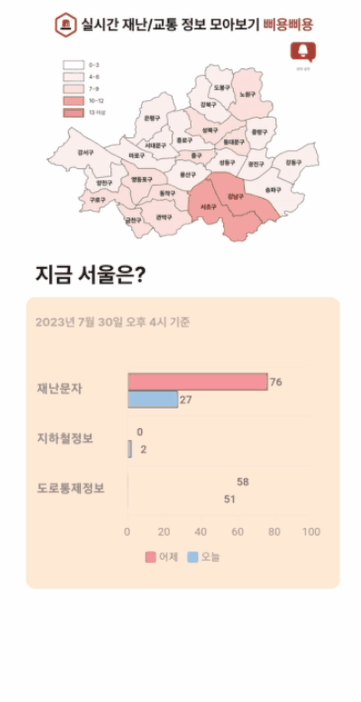 실시간 재난/교통 정보 모아보기 삐용삐용
0~3
4~6
7~9
10~12
13 이상
도봉구
노원구
강북구
은평구
성북구
중랑구
종로구
동대문구
서대문구
마포구
중구
성동구
광진구
강동구
강서구
용산구
양천구
영등포구
동작구
송파구
강남구
서초구
구로구
관악구
금천구
지금 서울은?
2023년 7월 30일 오후 4시 기준
재난문자
76
27
지하철정보
0
2
도로통제정보
58
51
0 20 40 60 80 100
어제 오늘